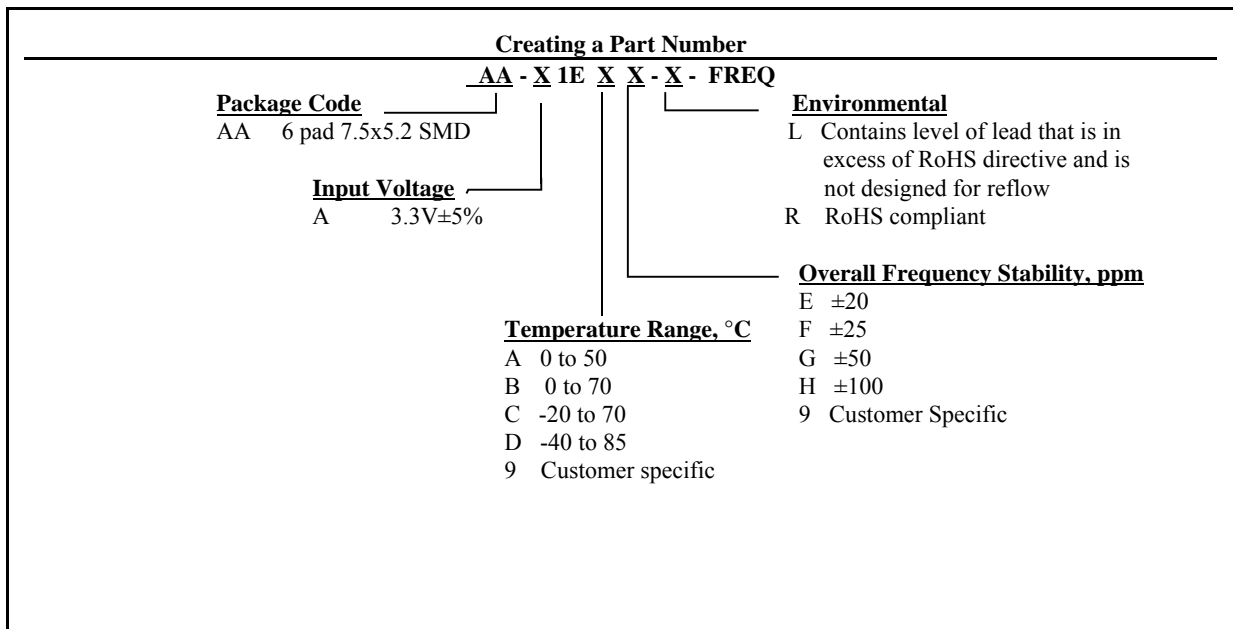 Creating a Part Number
AA - X 1E X X - X - FREQ
Package Code
AA 6 pad 7.5x5.2 SMD
Input Voltage
A 3.3V±5%
Temperature Range, °C
A 0 to 50
B 0 to 70
C -20 to 70
D -40 to 85
9 Customer specific
Environmental
L Contains level of lead that is in
excess of RoHS directive and is
not designed for reflow
R RoHS compliant
Overall Frequency Stability, ppm
E ±20
F ±25
G ±50
H ±100
9 Customer Specific